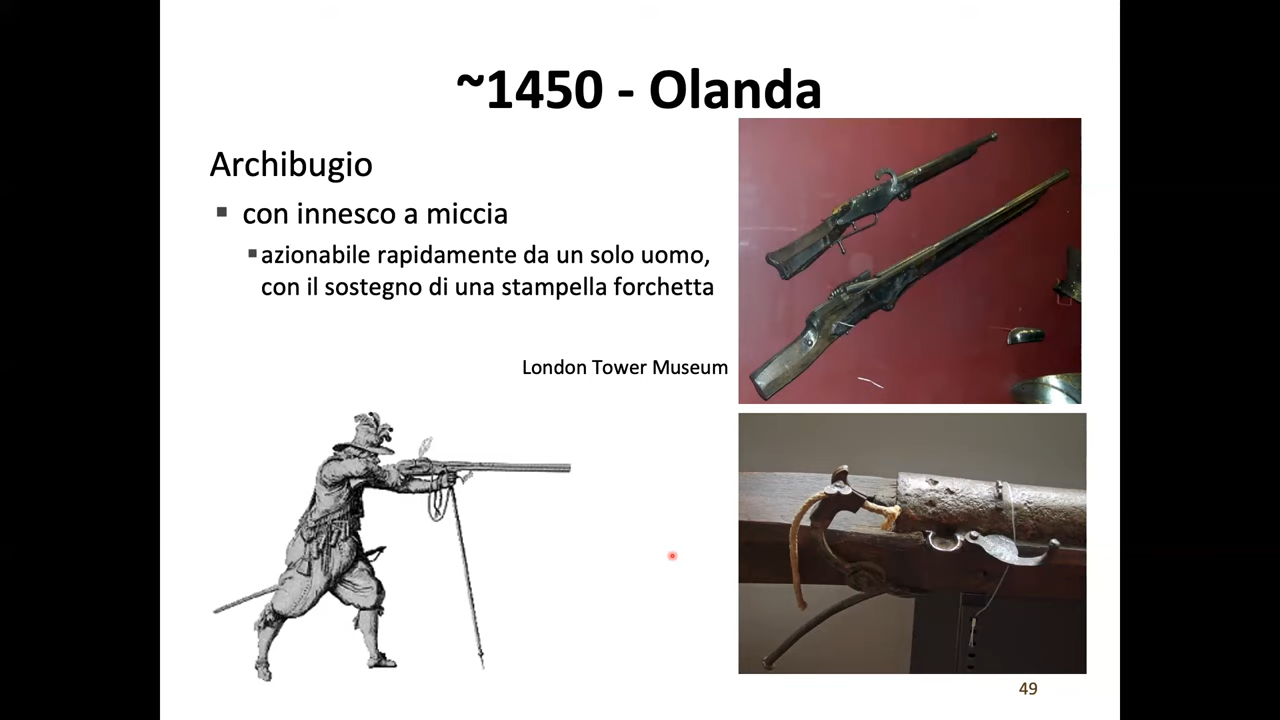 ~1450 - Olanda
Archibugio
▪ con innesco a miccia
▪ azionabile rapidamente da un solo uomo,
con il sostegno di una stampella forchetta
London Tower Museum
49